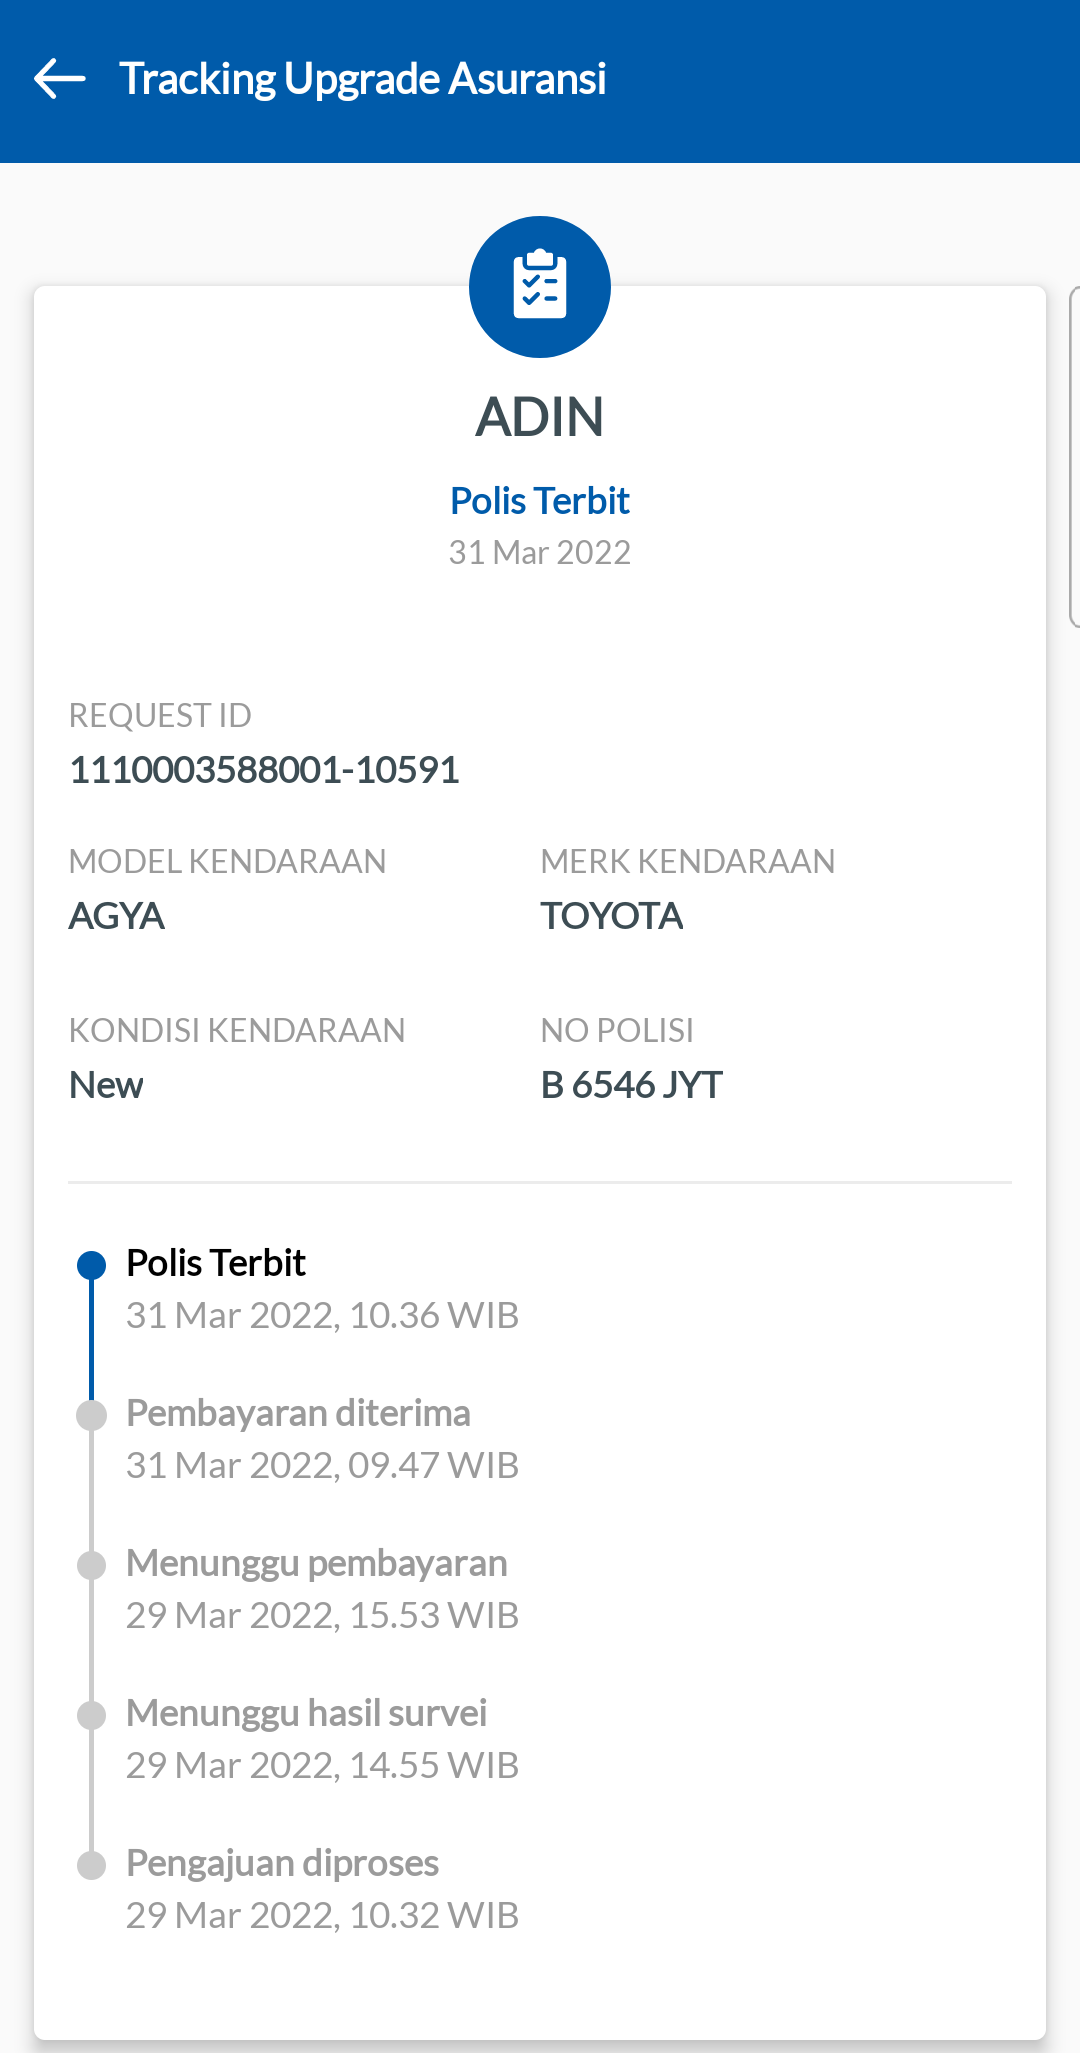 Tracking Upgrade Asuransi
ADIN
Polis Terbit
31 Mar 2022
REQUEST ID
1110003588001-10591
MODEL KENDARAAN
AGYA
MERK KENDARAAN
TOYOTA
KONDISI KENDARAAN
New
NO POLISI
B 6546 JYT
Polis Terbit
31 Mar 2022, 10.36 WIB
Pembayaran diterima
31 Mar 2022, 09.47 WIB
Menunggu pembayaran
29 Mar 2022, 15.53 WIB
Menunggu hasil survei
29 Mar 2022, 14.55 WIB
Pengajuan diproses
29 Mar 2022, 10.32 WIB